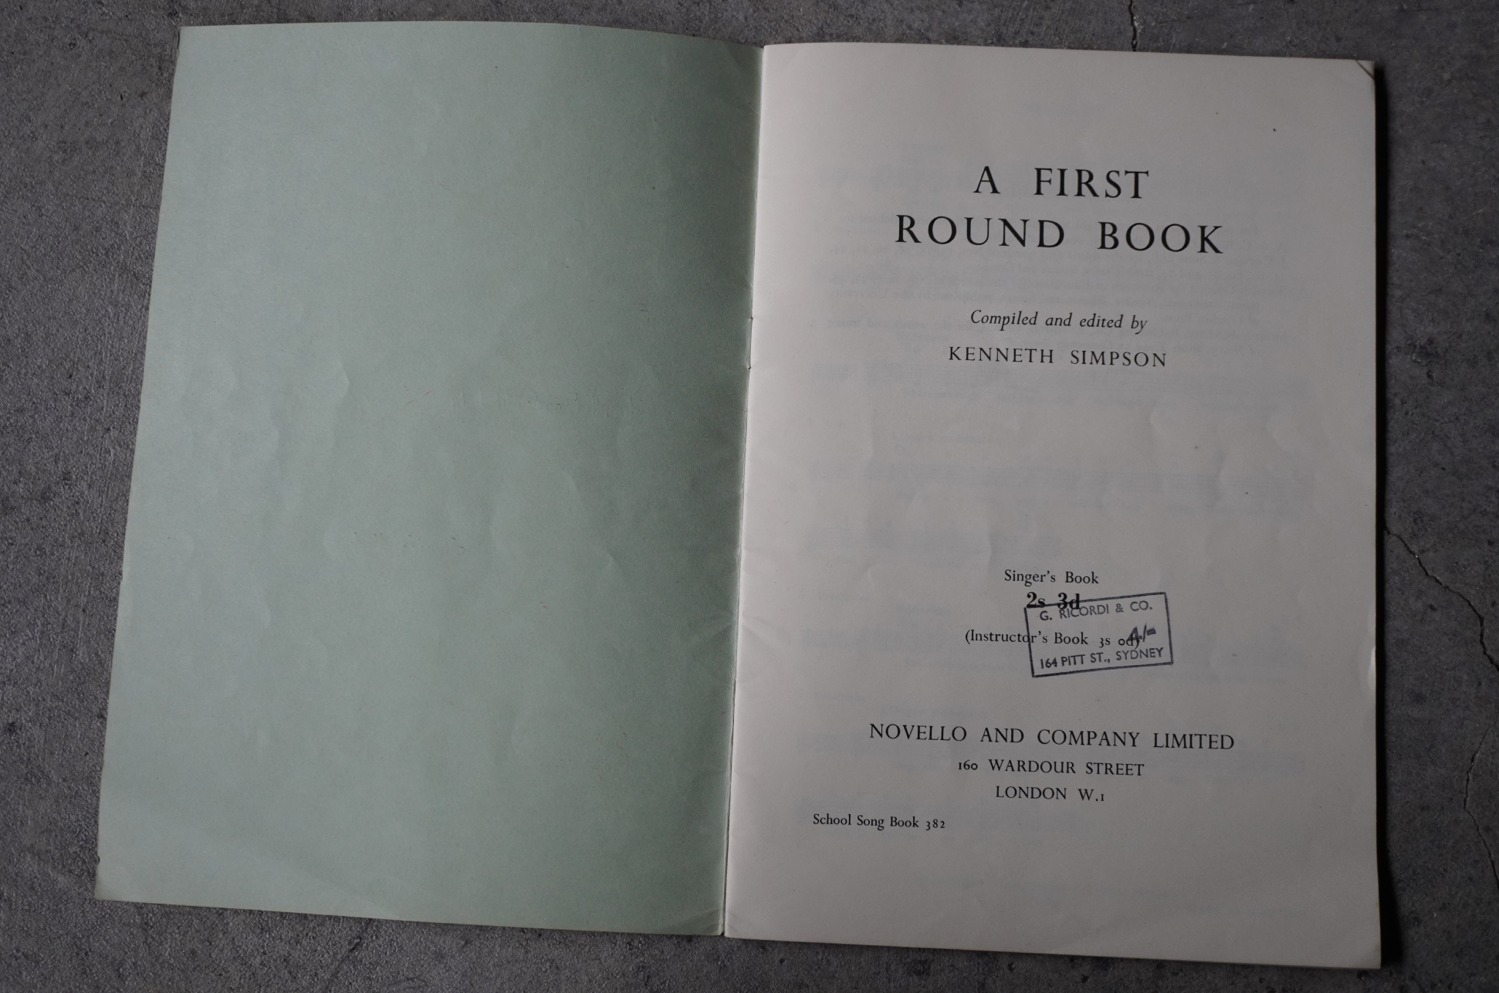 A FIRST
ROUND BOOK
Compiled and edited by
KENNETH SIMPSON
Singer's Book
2s 3d
G. RICORDI & CO.
(Instructor's Book 3s od)
4/=
164 PITT ST., SYDNEY
NOVELLO AND COMPANY LIMITED
160 WARDOUR STREET
LONDON W.1
School Song Book 382